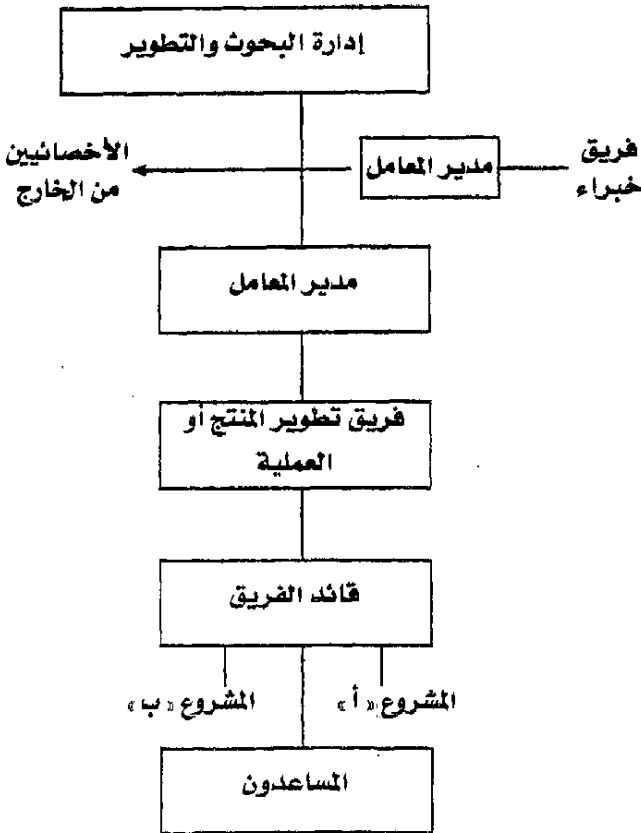 إدارة البحوث والتطوير
فريق
خبراء
مدير المعامل
الأخصائيين
من الخارج
مدير المعامل
فريق تطوير المنتج أو
العملية
قائد الفريق
المشروع «أ»
المشروع «ب»
المساعدون